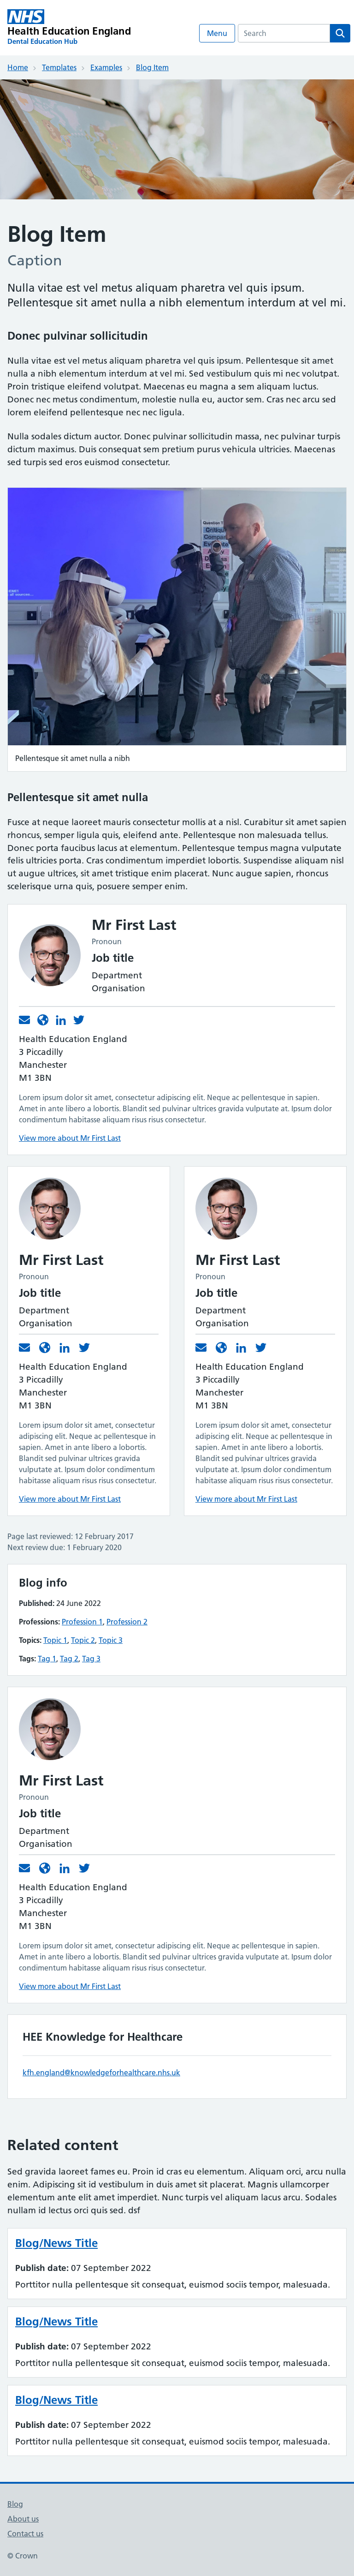 NHS
Health Education England
Dental Education Hub
Menu
Search
Home
Templates
Examples
Blog Item
Blog Item
Caption
Nulla vitae est vel metus aliquam pharetra vel quis ipsum.
Pellentesque sit amet nulla a nibh elementum interdum at vel mi.
Donec pulvinar sollicitudin
Nulla vitae est vel metus aliquam pharetra vel quis ipsum. Pellentesque sit amet
nulla a nibh elementum interdum at vel mi. Sed vestibulum quis mi nec volutpat.
Proin tristique eleifend volutpat. Maecenas eu magna a sem aliquam luctus.
Donec nec metus condimentum, molestie nulla eu, auctor sem. Cras nec arcu sed
lorem eleifend pellentesque nec nec ligula.
Nulla sodales dictum auctor. Donec pulvinar sollicitudin massa, nec pulvinar turpis
dictum maximus. Duis consequat sem pretium purus vehicula ultricies. Maecenas
sed turpis sed eros euismod consectetur.
Pellentesque sit amet nulla a nibh
Pellentesque sit amet nulla
Fusce at neque laoreet mauris consectetur mollis at a nisl. Curabitur sit amet sapien
rhoncus, semper ligula quis, eleifend ante. Pellentesque non malesuada tellus.
Donec porta faucibus lacus at elementum. Pellentesque tempus magna vulputate
felis ultricies porta. Cras condimentum imperdiet lobortis. Suspendisse aliquam nisl
ut augue ultrices, sit amet tristique enim placerat. Nunc augue sapien, rhoncus
scelerisque urna quis, posuere semper enim.
Mr First Last
Pronoun
Job title
Department
Organisation
Health Education England
3 Piccadilly
Manchester
M1 3BN
Lorem ipsum dolor sit amet, consectetur adipiscing elit. Neque ac pellentesque in sapien.
Amet in ante libero a lobortis. Blandit sed pulvinar ultrices gravida vulputate at. Ipsum dolor
condimentum habitasse aliquam risus risus consectetur.
View more about Mr First Last
Mr First Last
Pronoun
Job title
Department
Organisation
Health Education England
3 Piccadilly
Manchester
M1 3BN
Lorem ipsum dolor sit amet, consectetur
adipiscing elit. Neque ac pellentesque in
sapien. Amet in ante libero a lobortis.
Blandit sed pulvinar ultrices gravida
vulputate at. Ipsum dolor condimentum
habitasse aliquam risus risus consectetur.
View more about Mr First Last
Mr First Last
Pronoun
Job title
Department
Organisation
Health Education England
3 Piccadilly
Manchester
M1 3BN
Lorem ipsum dolor sit amet, consectetur
adipiscing elit. Neque ac pellentesque in
sapien. Amet in ante libero a lobortis.
Blandit sed pulvinar ultrices gravida
vulputate at. Ipsum dolor condimentum
habitasse aliquam risus risus consectetur.
View more about Mr First Last
Page last reviewed: 12 February 2017
Next review due: 1 February 2020
Blog info
Published: 24 June 2022
Professions: Profession 1, Profession 2
Topics: Topic 1, Topic 2, Topic 3
Tags: Tag 1, Tag 2, Tag 3
Mr First Last
Pronoun
Job title
Department
Organisation
Health Education England
3 Piccadilly
Manchester
M1 3BN
Lorem ipsum dolor sit amet, consectetur adipiscing elit. Neque ac pellentesque in sapien.
Amet in ante libero a lobortis. Blandit sed pulvinar ultrices gravida vulputate at. Ipsum dolor
condimentum habitasse aliquam risus risus consectetur.
View more about Mr First Last
HEE Knowledge for Healthcare
kfh.england@knowledgeforhealthcare.nhs.uk
Related content
Sed gravida laoreet fames eu. Proin id cras eu elementum. Aliquam orci, arcu nulla
enim. Adipiscing sit id vestibulum in duis amet sit placerat. Magnis ullamcorper
elementum ante elit amet imperdiet. Nunc turpis vel aliquam lacus arcu. Sodales
nullam id lectus orci quis sed. dsf
Blog/News Title
Publish date: 07 September 2022
Porttitor nulla pellentesque sit consequat, euismod sociis tempor, malesuada.
Blog/News Title
Publish date: 07 September 2022
Porttitor nulla pellentesque sit consequat, euismod sociis tempor, malesuada.
Blog/News Title
Publish date: 07 September 2022
Porttitor nulla pellentesque sit consequat, euismod sociis tempor, malesuada.
Blog
About us
Contact us
© Crown